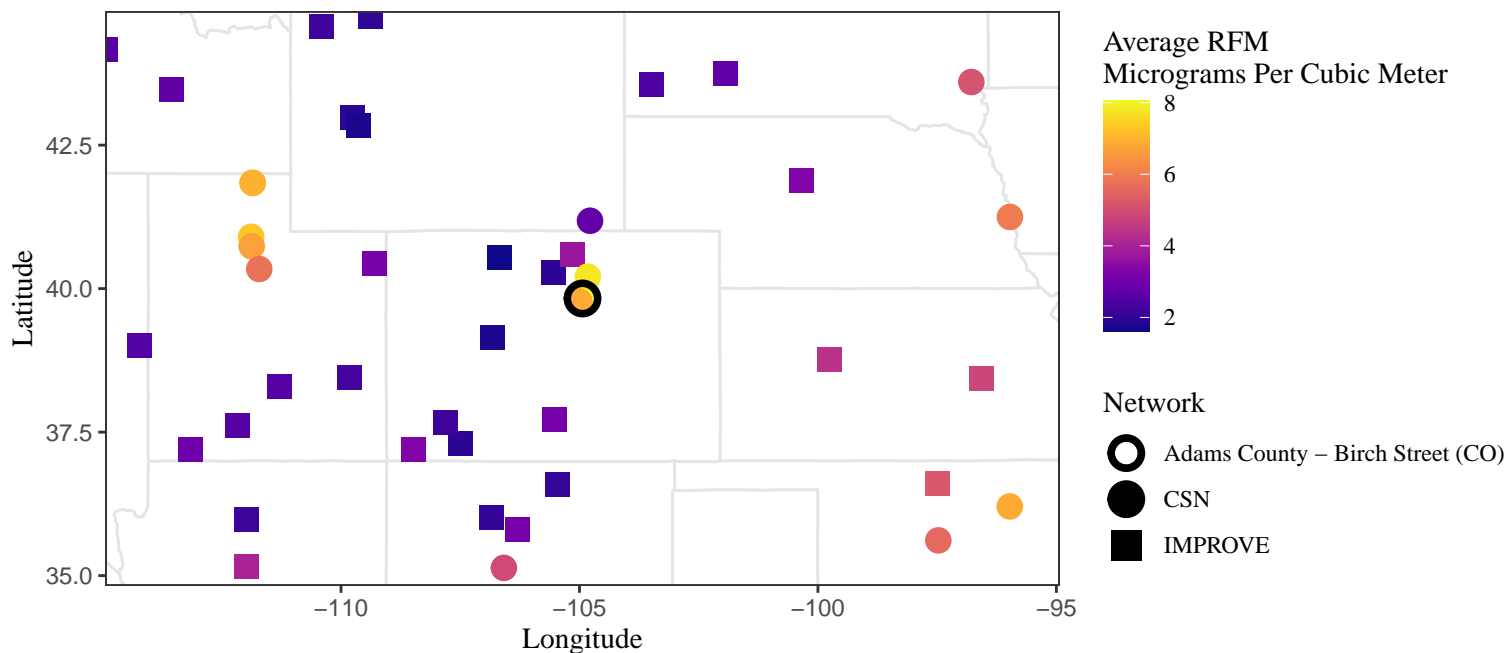 Average RFM
Micrograms Per Cubic Meter
8
6
4
2
Network
Adams County – Birch Street (CO)
CSN
IMPROVE
Latitude
42.5
40.0
37.5
35.0
−110
−105
−100
−95
Longitude